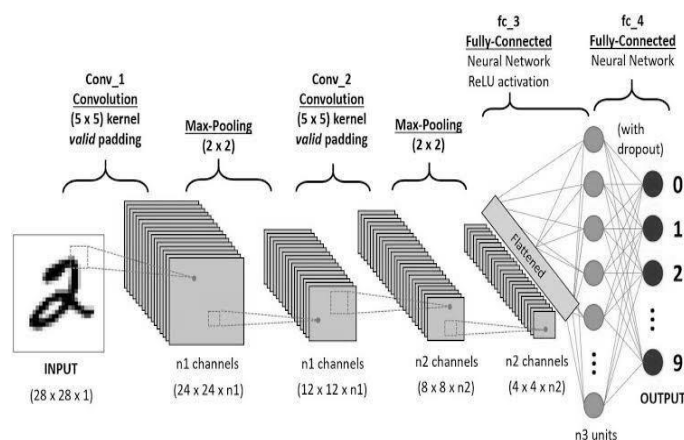 fc_3
Fully-Connected
Neural Network
ReLU activation
fc_4
Fully-Connected
Neural Network
Conv_1
Convolution
(5 x 5) kernel
valid padding
Max-Pooling
(2 x 2)
Conv_2
Convolution
(5 x 5) kernel
valid padding
Max-Pooling
(2 x 2)
(with
dropout)
0
1
2
9
Flattened
2
INPUT
(28 x 28 x 1)
n1 channels
(24 x 24 x n1)
n1 channels
(12 x 12 x n1)
n2 channels
(8 x 8 x n2)
n2 channels
(4 x 4 x n2)
OUTPUT
n3 units